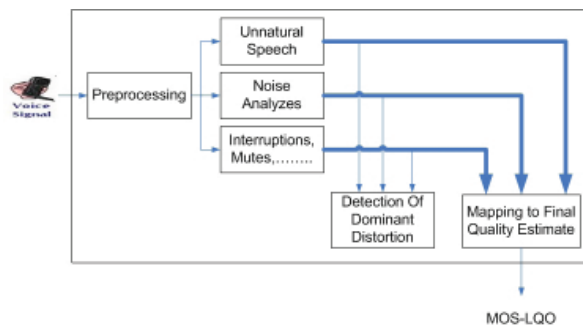 Unnatural
Speech
Voice
Signal
Preprocessing
Noise
Analyzes
Interruptions,
Mutes,........
Detection Of
Dominant
Distortion
Mapping to Final
Quality Estimate
MOS-LQO